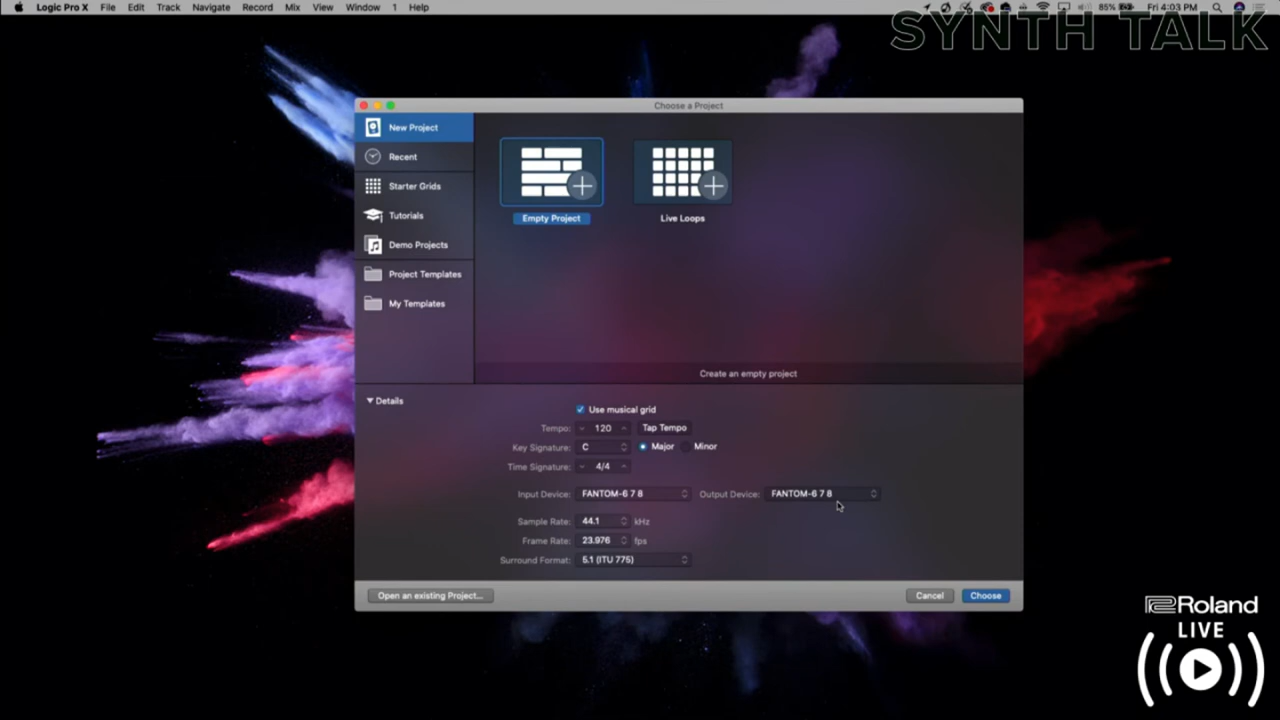 Logic Pro X File Edit Track Navigate Record Mix View Window 1 Help 85% Fri 4:03 PM
SYNTH TALK
Choose a Project
New Project
Recent
Starter Grids
Tutorials
Demo Projects
Project Templates
My Templates
Empty Project Live Loops
Create an empty project
Details
Use musical grid
Tempo: 120 Tap Tempo
Key Signature: C Major Minor
Time Signature: 4/4
Input Device: FANTOM-6 7 8 Output Device: FANTOM-6 7 8
Sample Rate: 44.1 kHz
Frame Rate: 23.976 fps
Surround Format: 5.1 (ITU 775)
Open an existing Project... Cancel Choose
Roland
LIVE